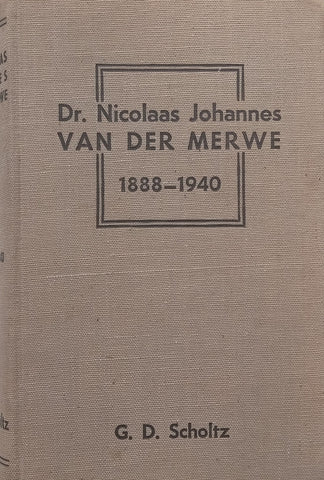 Dr. Nicolaas Johannes
VAN DER MERWE
1888–1940
G. D. Scholtz